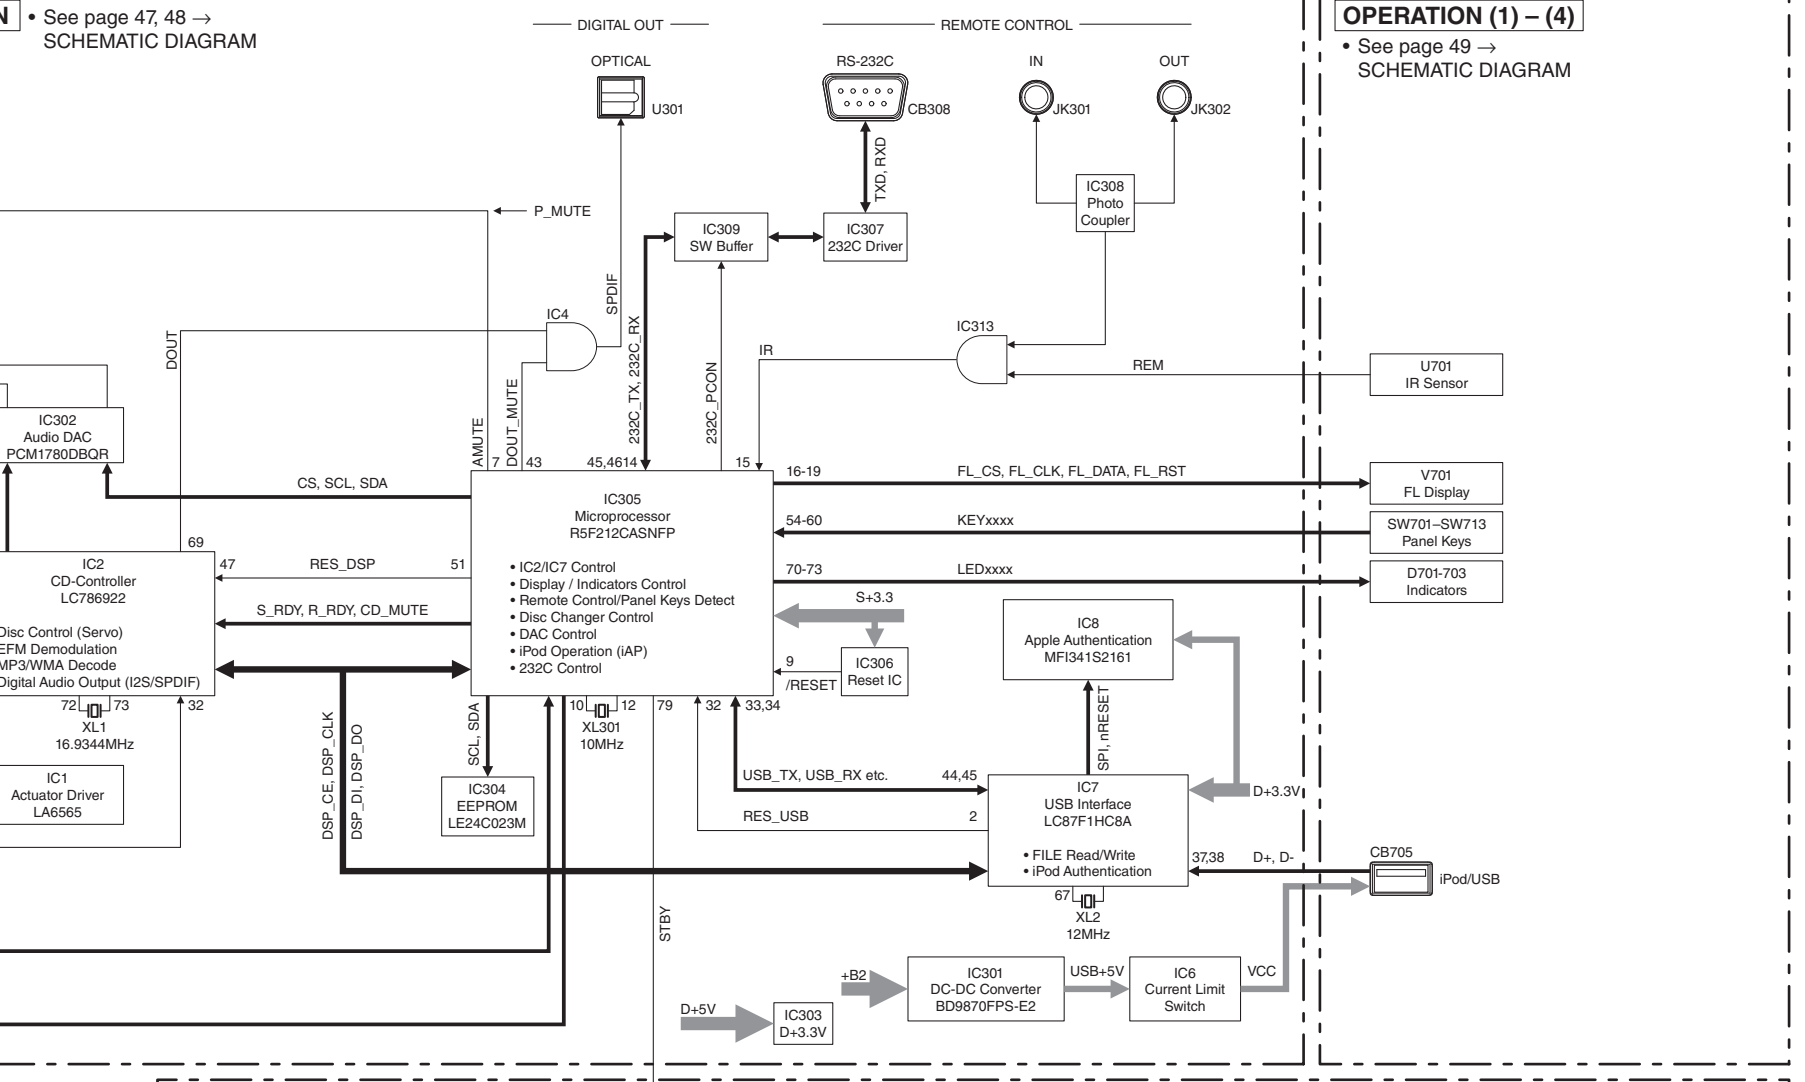 N
• See page 47, 48 →
SCHEMATIC DIAGRAM
DIGITAL OUT
REMOTE CONTROL
OPERATION (1) – (4)
• See page 49 →
SCHEMATIC DIAGRAM
OPTICAL
U301
RS-232C
CB308
IN
JK301
OUT
JK302
TXD, RXD
P_MUTE
IC309
SW Buffer
IC307
232C Driver
IC308
Photo
Coupler
SPDIF
IC4
DOUT
232C_TX, 232C_RX
232C_PCON
IR
IC313
REM
U701
IR Sensor
IC302
Audio DAC
PCM1780DBQR
AMUTE
7
DOUT_MUTE
43
45,4614
15
CS, SCL, SDA
IC305
Microprocessor
R5F212CASNFP
• IC2/IC7 Control
• Display / Indicators Control
• Remote Control/Panel Keys Detect
• Disc Changer Control
• DAC Control
• iPod Operation (iAP)
• 232C Control
16-19
FL_CS, FL_CLK, FL_DATA, FL_RST
V701
FL Display
54-60
KEYxxxx
SW701–SW713
Panel Keys
70-73
LEDxxxx
D701-703
Indicators
69
IC2
CD-Controller
LC786922
Disc Control (Servo)
EFM Demodulation
MP3/WMA Decode
Digital Audio Output (I2S/SPDIF)
47
RES_DSP
51
S_RDY, R_RDY, CD_MUTE
S+3.3
9
/RESET
IC306
Reset IC
IC8
Apple Authentication
MFI341S2161
72
73
XL1
16.9344MHz
32
SCL, SDA
10
12
XL301
10MHz
79
32
33,34
SPI, nRESET
IC1
Actuator Driver
LA6565
DSP_CE, DSP_CLK
DSP_DI, DSP_DO
IC304
EEPROM
LE24C023M
USB_TX, USB_RX etc.
44,45
RES_USB
2
IC7
USB Interface
LC87F1HC8A
• FILE Read/Write
• iPod Authentication
D+3.3V
37,38
D+, D-
CB705
iPod/USB
67
XL2
12MHz
STBY
+B2
IC301
DC-DC Converter
BD9870FPS-E2
USB+5V
IC6
Current Limit
Switch
VCC
D+5V
IC303
D+3.3V